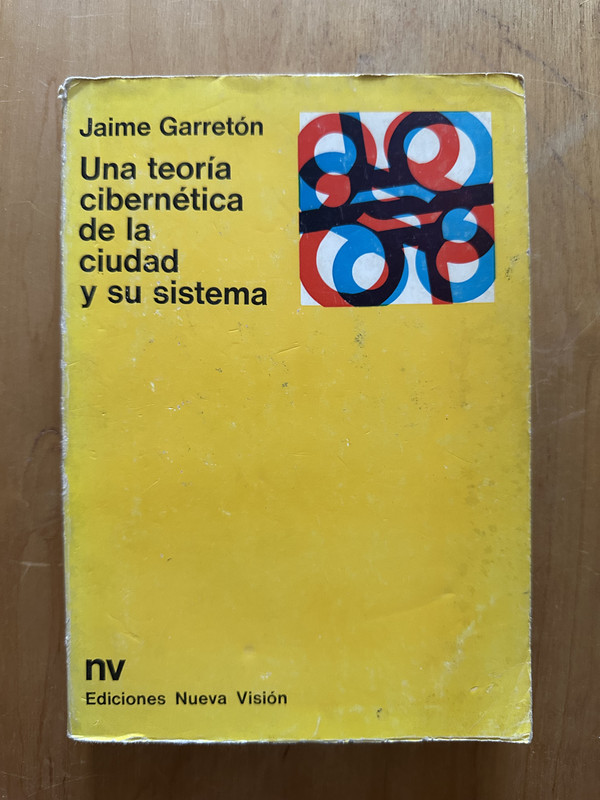 Jaime Garretón
Una teoría
cibernética
de la
ciudad
y su sistema
nv
Ediciones Nueva Visión